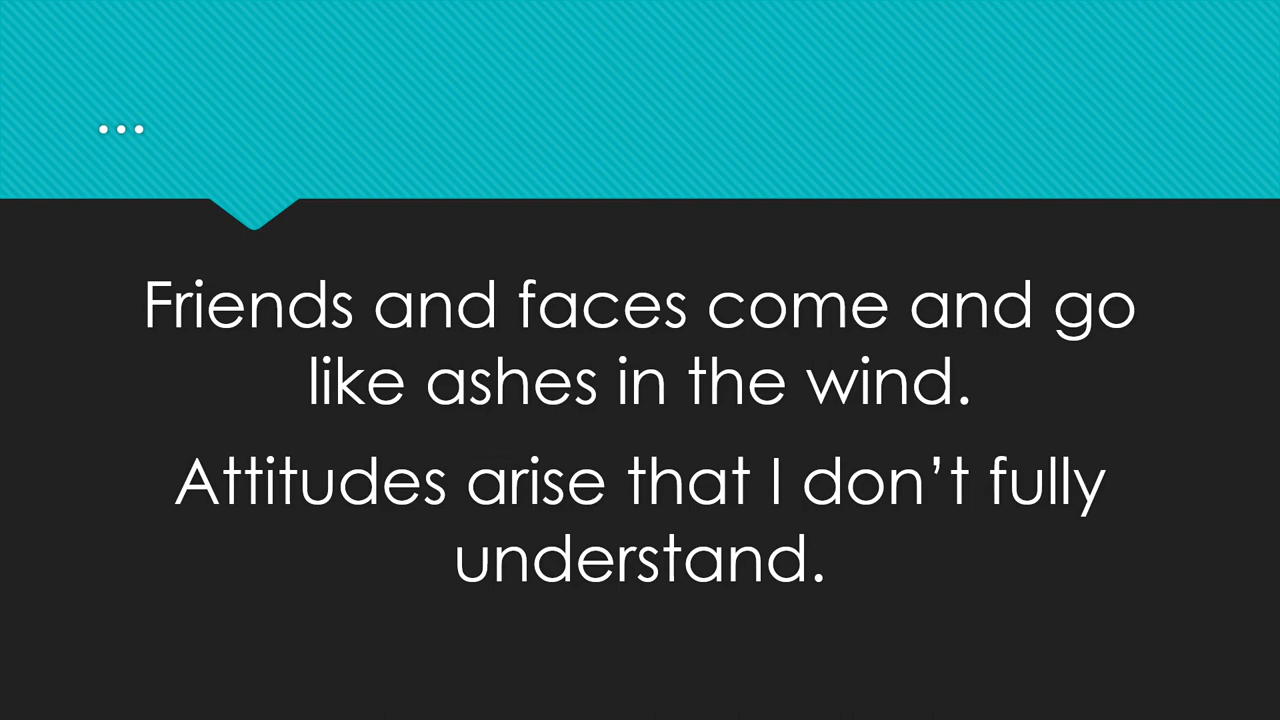 ...
Friends and faces come and go
like ashes in the wind.
Attitudes arise that I don’t fully
understand.